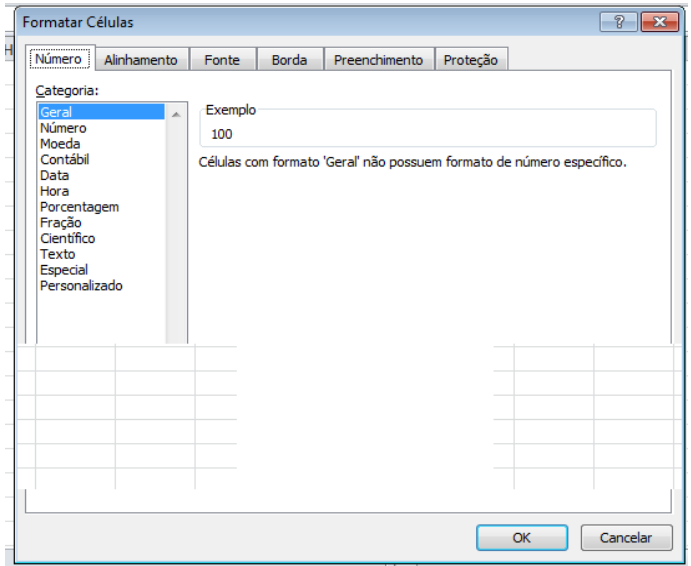 Formatar Células
H
Número Alinhamento Fonte Borda Preenchimento Proteção
Categoria:
Geral
Número
Moeda
Contábil
Data
Hora
Porcentagem
Fração
Científico
Texto
Especial
Personalizado
Exemplo
100
Células com formato 'Geral' não possuem formato de número específico.
OK Cancelar